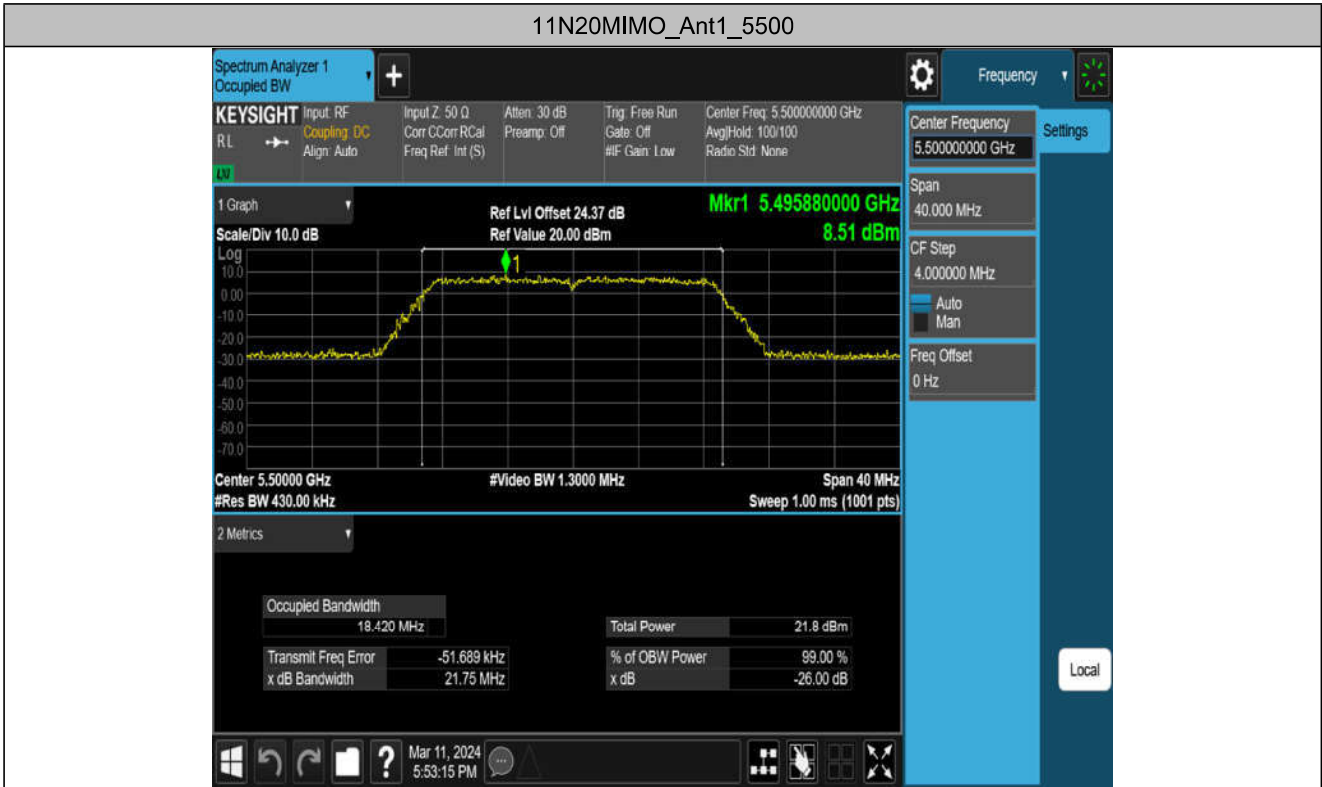 11N20MIMO_Ant1_5500
Spectrum Analyzer 1
Occupied BW
+
Frequency
KEYSIGHT
RL
LXI
Input: RF
Coupling: DC
Align: Auto
Input Z: 50 Ω
Corr CCorr RCal
Freq Ref: Int (S)
Atten: 30 dB
Preamp: Off
Trig: Free Run
Gate: Off
#IF Gain: Low
Center Freq: 5.500000000 GHz
Avg|Hold: 100/100
Radio Std: None
Center Frequency
5.500000000 GHz
Settings
Span
40.000 MHz
CF Step
4.000000 MHz
Auto
Man
Freq Offset
0 Hz
Local
1 Graph
Scale/Div 10.0 dB
Ref Lvl Offset 24.37 dB
Ref Value 20.00 dBm
Mkr1 5.495880000 GHz
8.51 dBm
Log
10.0
0.00
-10.0
-20.0
-30.0
-40.0
-50.0
-60.0
-70.0
1
Center 5.50000 GHz
#Res BW 430.00 kHz
#Video BW 1.3000 MHz
Span 40 MHz
Sweep 1.00 ms (1001 pts)
2 Metrics
Occupied Bandwidth
18.420 MHz
Total Power 21.8 dBm
Transmit Freq Error -51.689 kHz
% of OBW Power 99.00 %
x dB Bandwidth 21.75 MHz
x dB -26.00 dB
?
Mar 11, 2024
5:53:15 PM